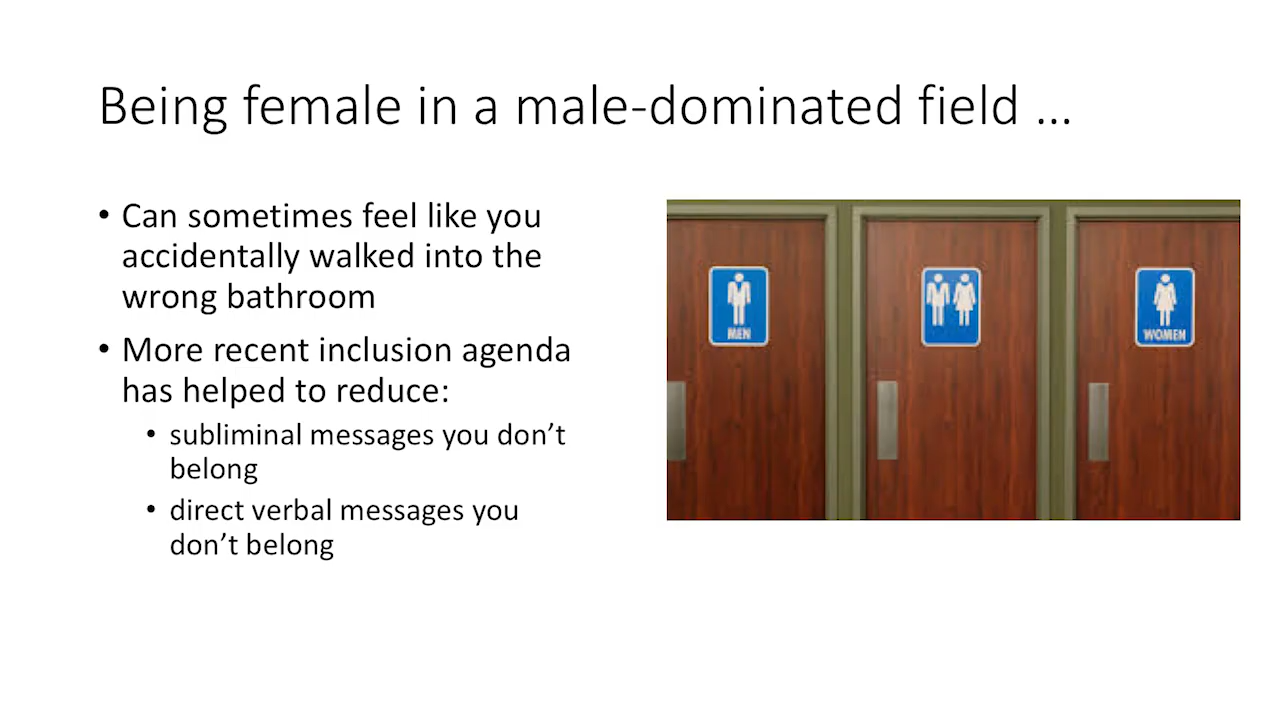 Being female in a male-dominated field ...
• Can sometimes feel like you
accidentally walked into the
wrong bathroom
• More recent inclusion agenda
has helped to reduce:
• subliminal messages you don't
belong
• direct verbal messages you
don't belong
MEN
WOMEN